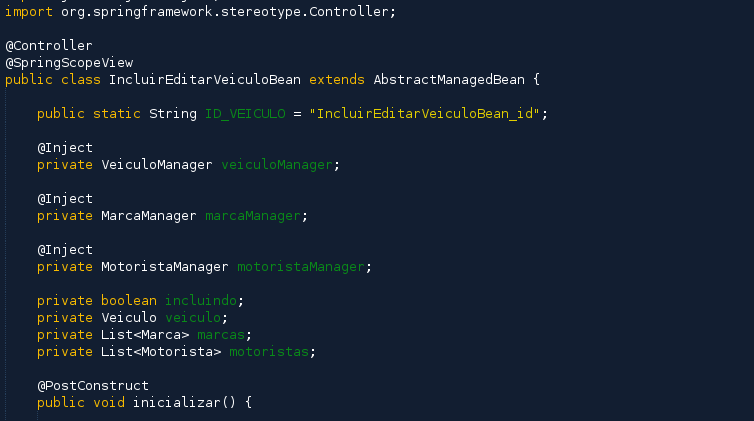 import org.springframework.stereotype.Controller;
@Controller
@SpringScopeView
public class IncluirEditarVeiculoBean extends AbstractManagedBean {
public static String ID_VEICULO = "IncluirEditarVeiculoBean_id";
@Inject
private VeiculoManager veiculoManager;
@Inject
private MarcaManager marcaManager;
@Inject
private MotoristaManager motoristaManager;
private boolean incluindo;
private Veiculo veiculo;
private List<Marca> marcas;
private List<Motorista> motoristas;
@PostConstruct
public void inicializar() {